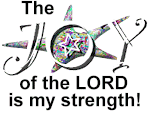 The
JOY
of the LORD
is my strength!